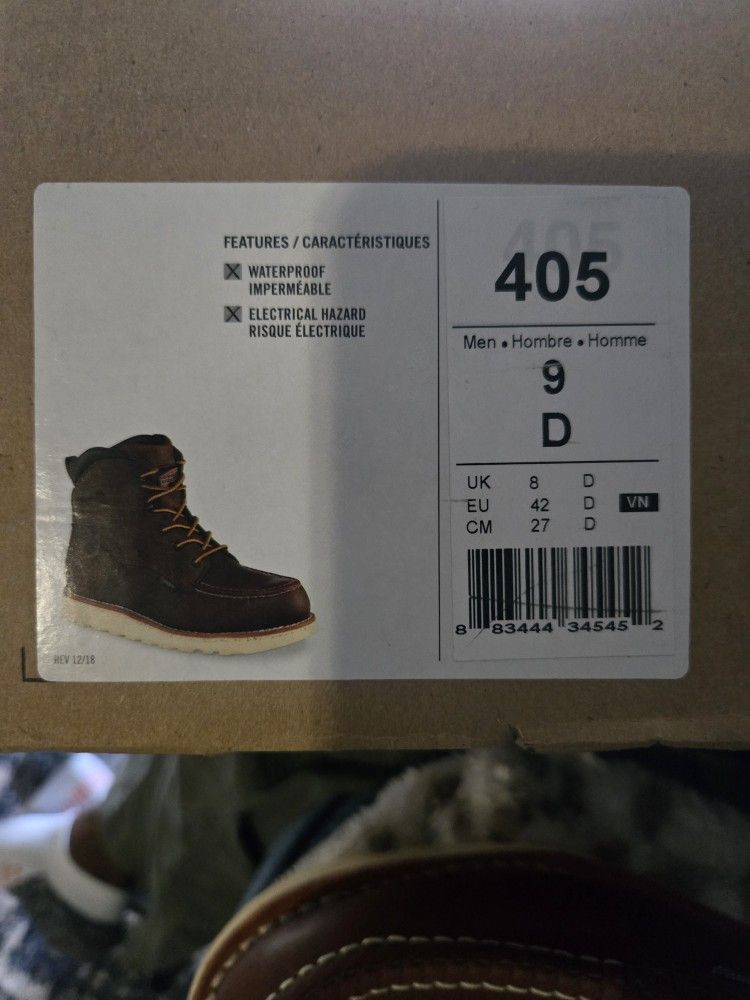 FEATURES / CARACTÉRISTIQUES
WATERPROOF
IMPERMÉABLE
ELECTRICAL HAZARD
RISQUE ÉLECTRIQUE
REV 12/18
405
405
Men • Hombre • Homme
9
D
UK 8 D
EU 42 D
VN
CM 27 D
8 83444 34545 2